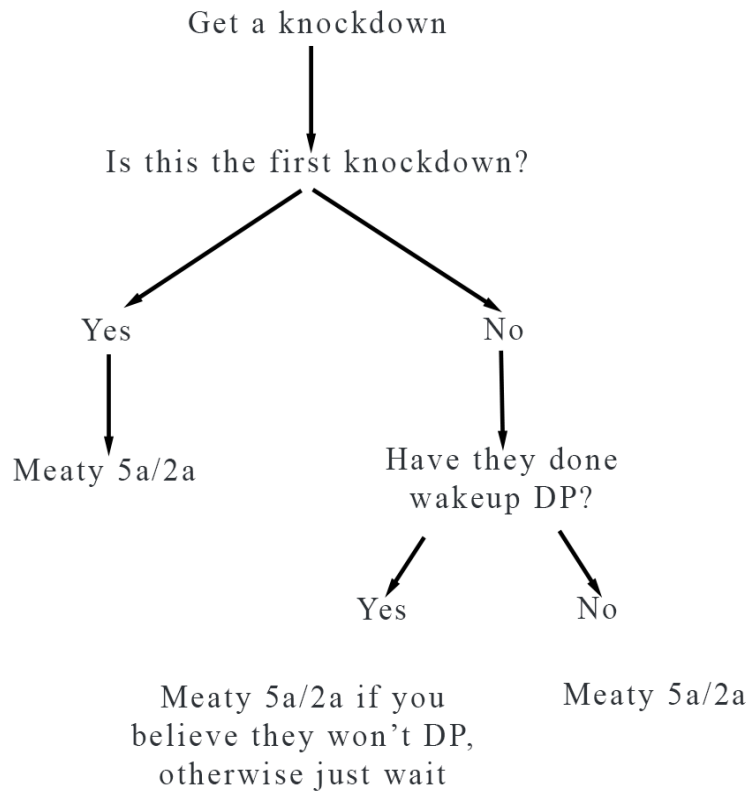 Get a knockdown
Is this the first knockdown?
Yes
No
Meaty 5a/2a
Have they done
wakeup DP?
Yes
No
Meaty 5a/2a if you
believe they won’t DP,
otherwise just wait
Meaty 5a/2a